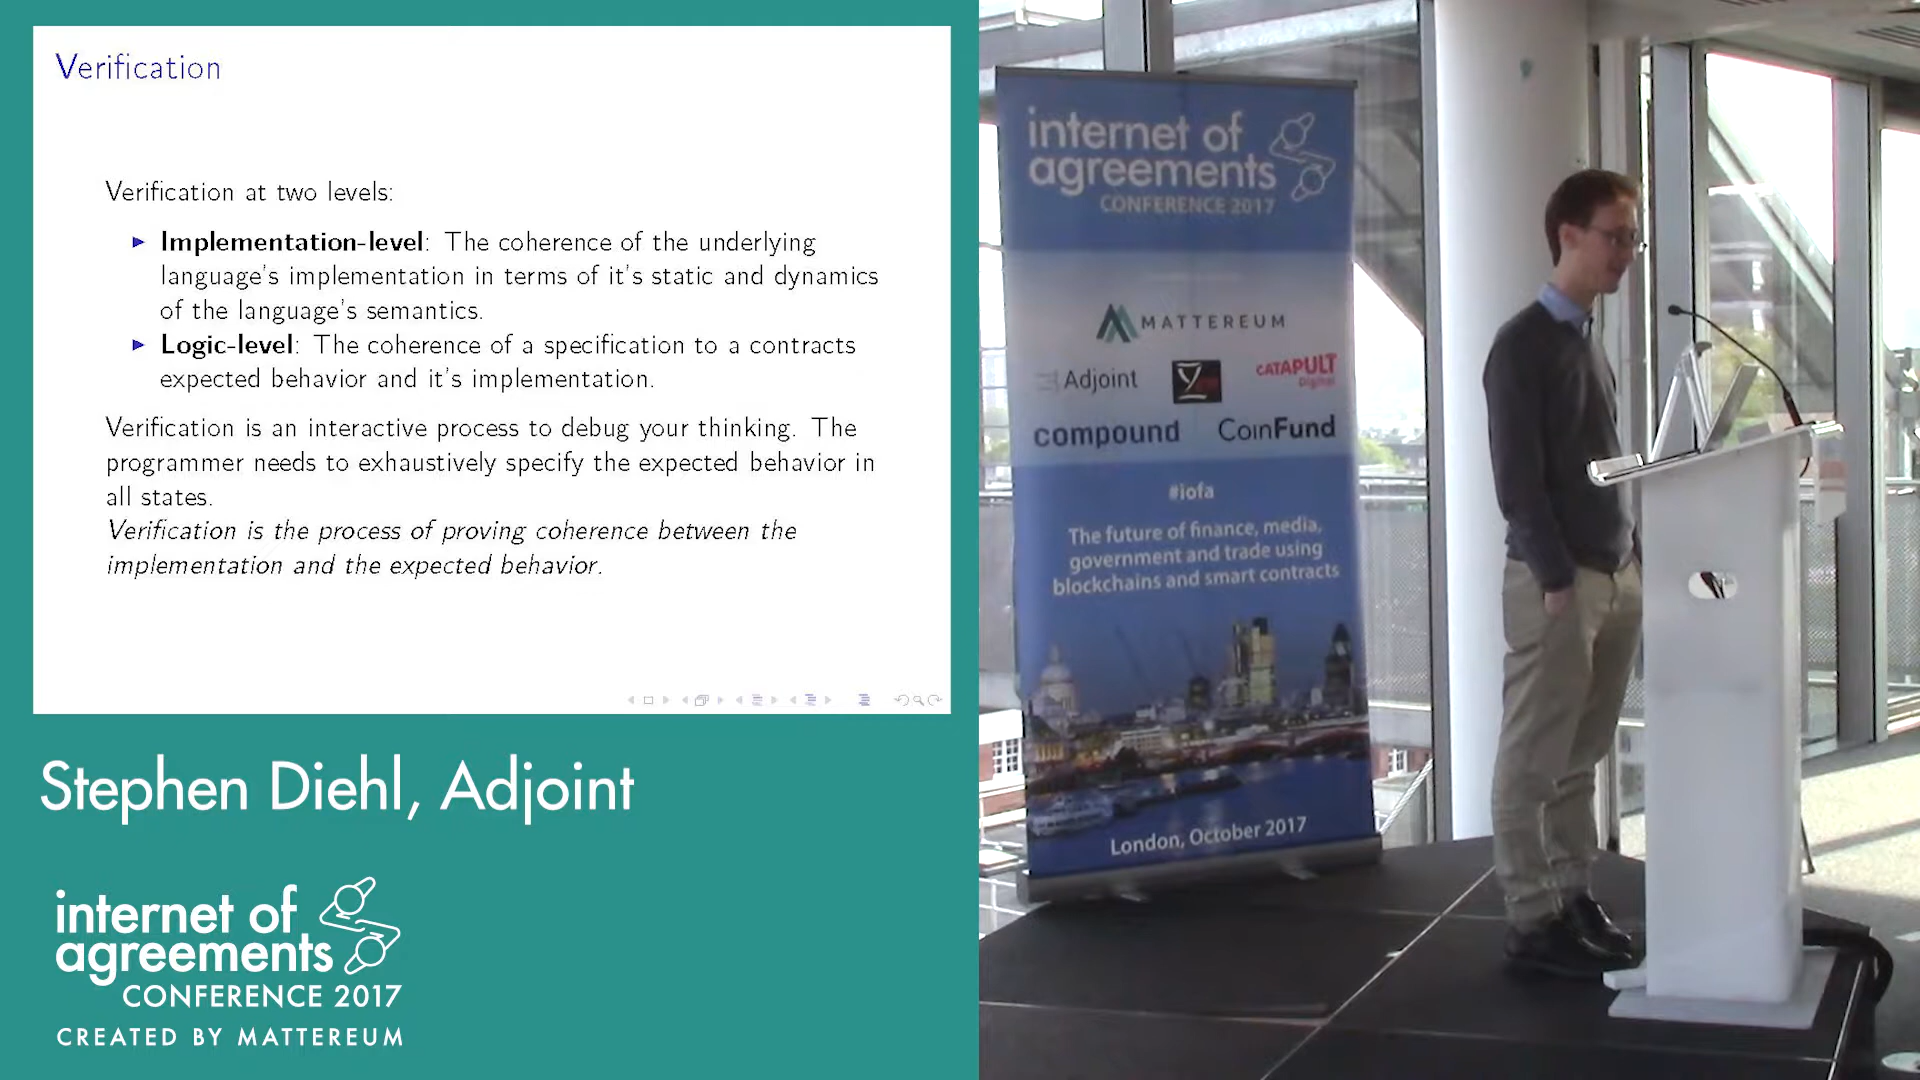 Verification
Verification at two levels:
Implementation-level: The coherence of the underlying
language's implementation in terms of it's static and dynamics
of the language's semantics.
Logic-level: The coherence of a specification to a contracts
expected behavior and it's implementation.
Verification is an interactive process to debug your thinking. The
programmer needs to exhaustively specify the expected behavior in
all states.
Verification is the process of proving coherence between the
implementation and the expected behavior.
Stephen Diehl, Adjoint
internet of
agreements
CONFERENCE 2017
CREATED BY MATTEREUM
internet of
agreements
CONFERENCE 2017
MATTEREUM
Adjoint
CATAPULT
Digital
compound
CoinFund
#iofa
The future of finance, media,
government and trade using
blockchains and smart contracts
London, October 2017